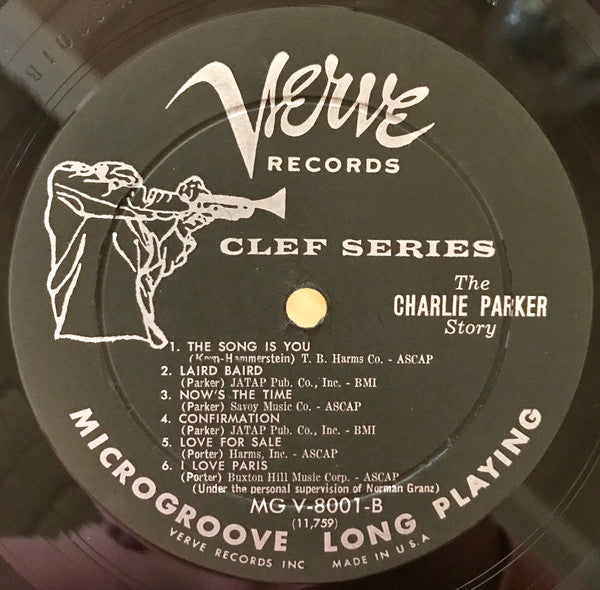 Verve
RECORDS
CLEF SERIES
The
CHARLIE PARKER
Story
1. THE SONG IS YOU
(Kern-Hammerstein) T. B. Harms Co. - ASCAP
2. LAIRD BAIRD
(Parker) JATAP Pub. Co., Inc. - BMI
3. NOW'S THE TIME
(Parker) Savoy Music Co. - ASCAP
4. CONFIRMATION
(Parker) JATAP Pub. Co., Inc. - BMI
5. LOVE FOR SALE
(Porter) Harms, Inc. - ASCAP
6. I LOVE PARIS
(Porter) Buxton Hill Music Corp. - ASCAP
(Under the personal supervision of Norman Granz)
MG V-8001-B
(11,759)
MICROGROOVE LONG PLAYING
VERVE RECORDS INC MADE IN U.S.A